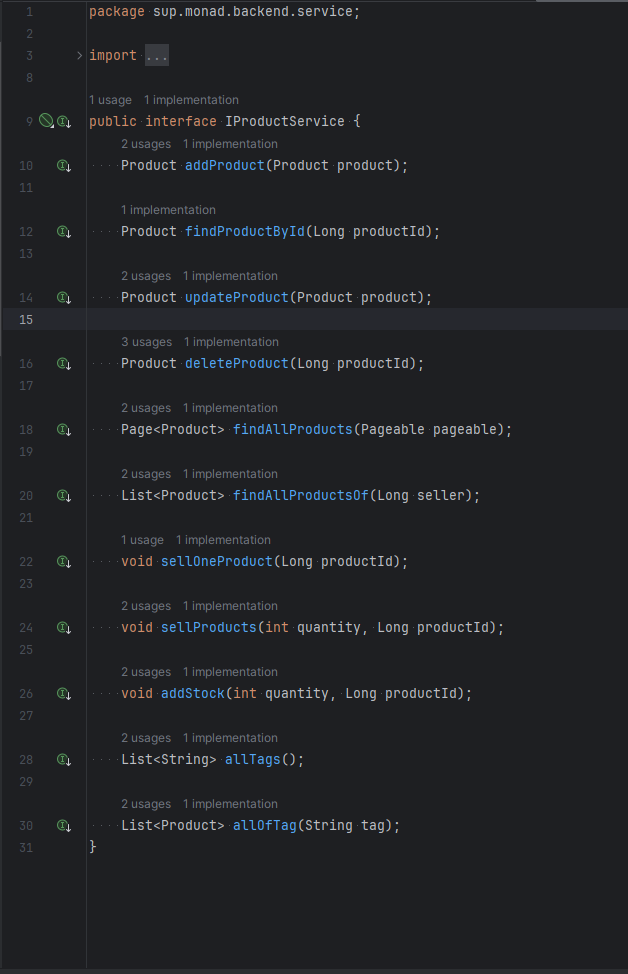 1 package sup.monad.backend.service;
2
3 import ...
8
1 usage 1 implementation
9 public interface IProductService {
2 usages 1 implementation
10 Product addProduct(Product product);
11
1 implementation
12 Product findProductById(Long productId);
13
2 usages 1 implementation
14 Product updateProduct(Product product);
15
3 usages 1 implementation
16 Product deleteProduct(Long productId);
17
2 usages 1 implementation
18 Page<Product> findAllProducts(Pageable pageable);
19
2 usages 1 implementation
20 List<Product> findAllProductsOf(Long seller);
21
1 usage 1 implementation
22 void sellOneProduct(Long productId);
23
2 usages 1 implementation
24 void sellProducts(int quantity, Long productId);
25
2 usages 1 implementation
26 void addStock(int quantity, Long productId);
27
2 usages 1 implementation
28 List<String> allTags();
29
2 usages 1 implementation
30 List<Product> allOfTag(String tag);
31 }